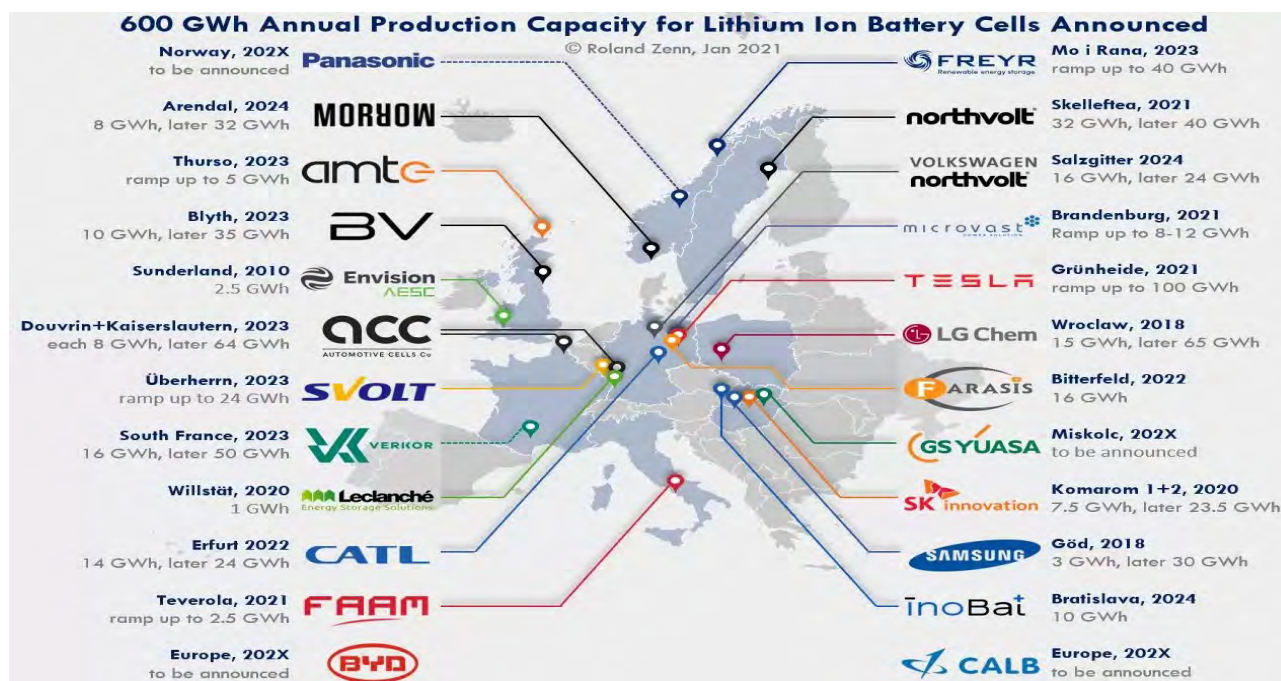 600 GWh Annual Production Capacity for Lithium Ion Battery Cells Announced
© Roland Zenn, Jan 2021
Norway, 202X
to be announced
Panasonic
Arendal, 2024
8 GWh, later 32 GWh
MORROW
Thurso, 2023
ramp up to 5 GWh
amte
Blyth, 2023
10 GWh, later 35 GWh
BV
Sunderland, 2010
2.5 GWh
Envision
AESC
Douvrin+Kaiserslautern, 2023
each 8 GWh, later 64 GWh
acc
AUTOMOTIVE CELLS Co
Überherrn, 2023
ramp up to 24 GWh
SVOLT
South France, 2023
16 GWh, later 50 GWh
VERKOR
Willstät, 2020
1 GWh
Leclanché
Energy Storage Solutions
Erfurt 2022
14 GWh, later 24 GWh
CATL
Teverola, 2021
ramp up to 2.5 GWh
FAAM
Europe, 202X
to be announced
BYD
FREYR
Renewable energy storage
Mo i Rana, 2023
ramp up to 40 GWh
northvolt
Skelleftea, 2021
32 GWh, later 40 GWh
VOLKSWAGEN
northvolt
Salzgitter 2024
16 GWh, later 24 GWh
microvast
POWER SOLUTION
Brandenburg, 2021
Ramp up to 8-12 GWh
TESLA
Grünheide, 2021
ramp up to 100 GWh
LG Chem
Wroclaw, 2018
15 GWh, later 65 GWh
FARASIS
Bitterfeld, 2022
16 GWh
GS YUASA
Miskolc, 202X
to be announced
SK innovation
Komarom 1+2, 2020
7.5 GWh, later 23.5 GWh
SAMSUNG
Göd, 2018
3 GWh, later 30 GWh
inoBat
Bratislava, 2024
10 GWh
CALB
Europe, 202X
to be announced